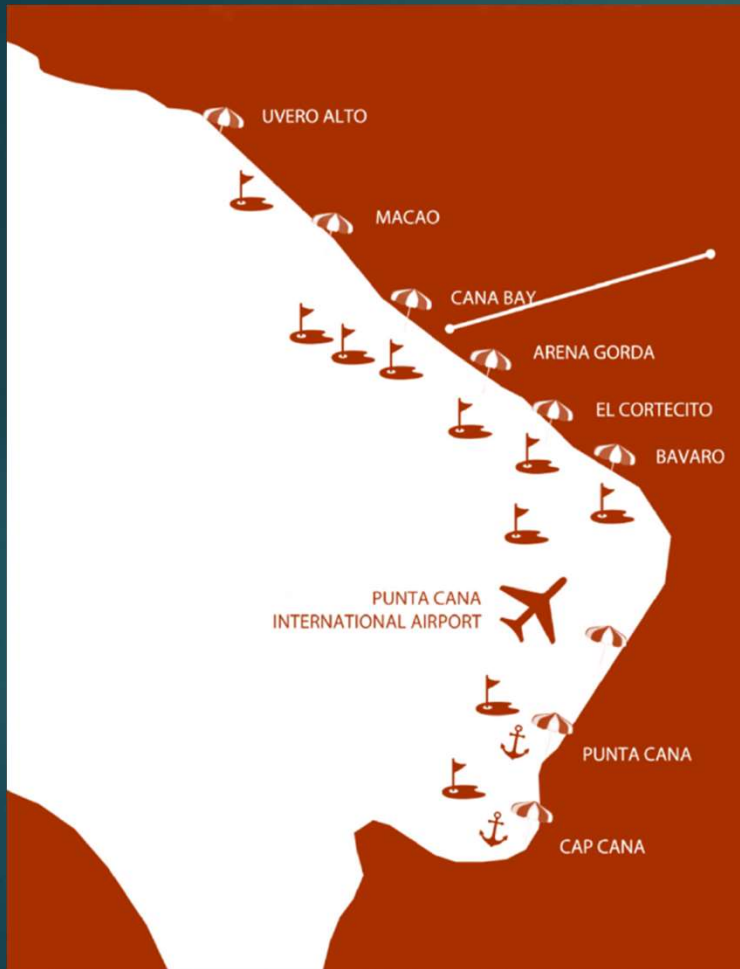 UVERO ALTO
MACAO
CANA BAY
ARENA GORDA
EL CORTECITO
BAVARO
PUNTA CANA
INTERNATIONAL AIRPORT
PUNTA CANA
CAP CANA